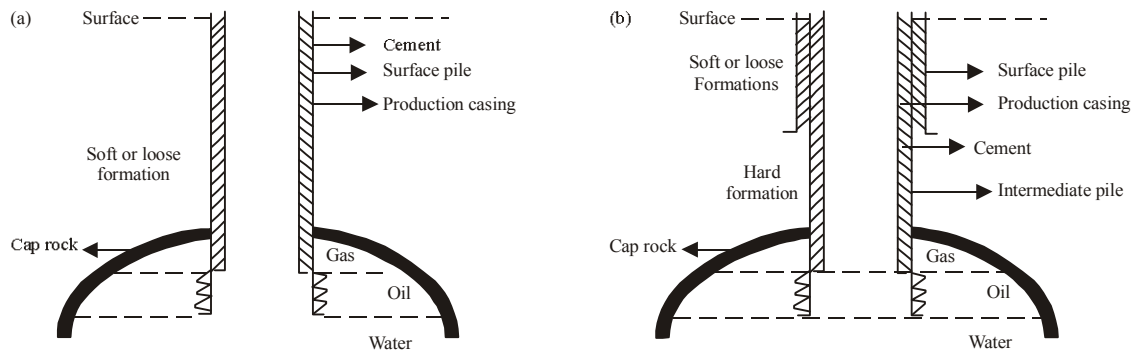 (a)
Surface
Cement
Surface pile
Production casing
Soft or loose
formation
Cap rock
Gas
Oil
Water
(b)
Surface
Soft or loose
Formations
Surface pile
Production casing
Cement
Hard
formation
Intermediate pile
Cap rock
Gas
Oil
Water